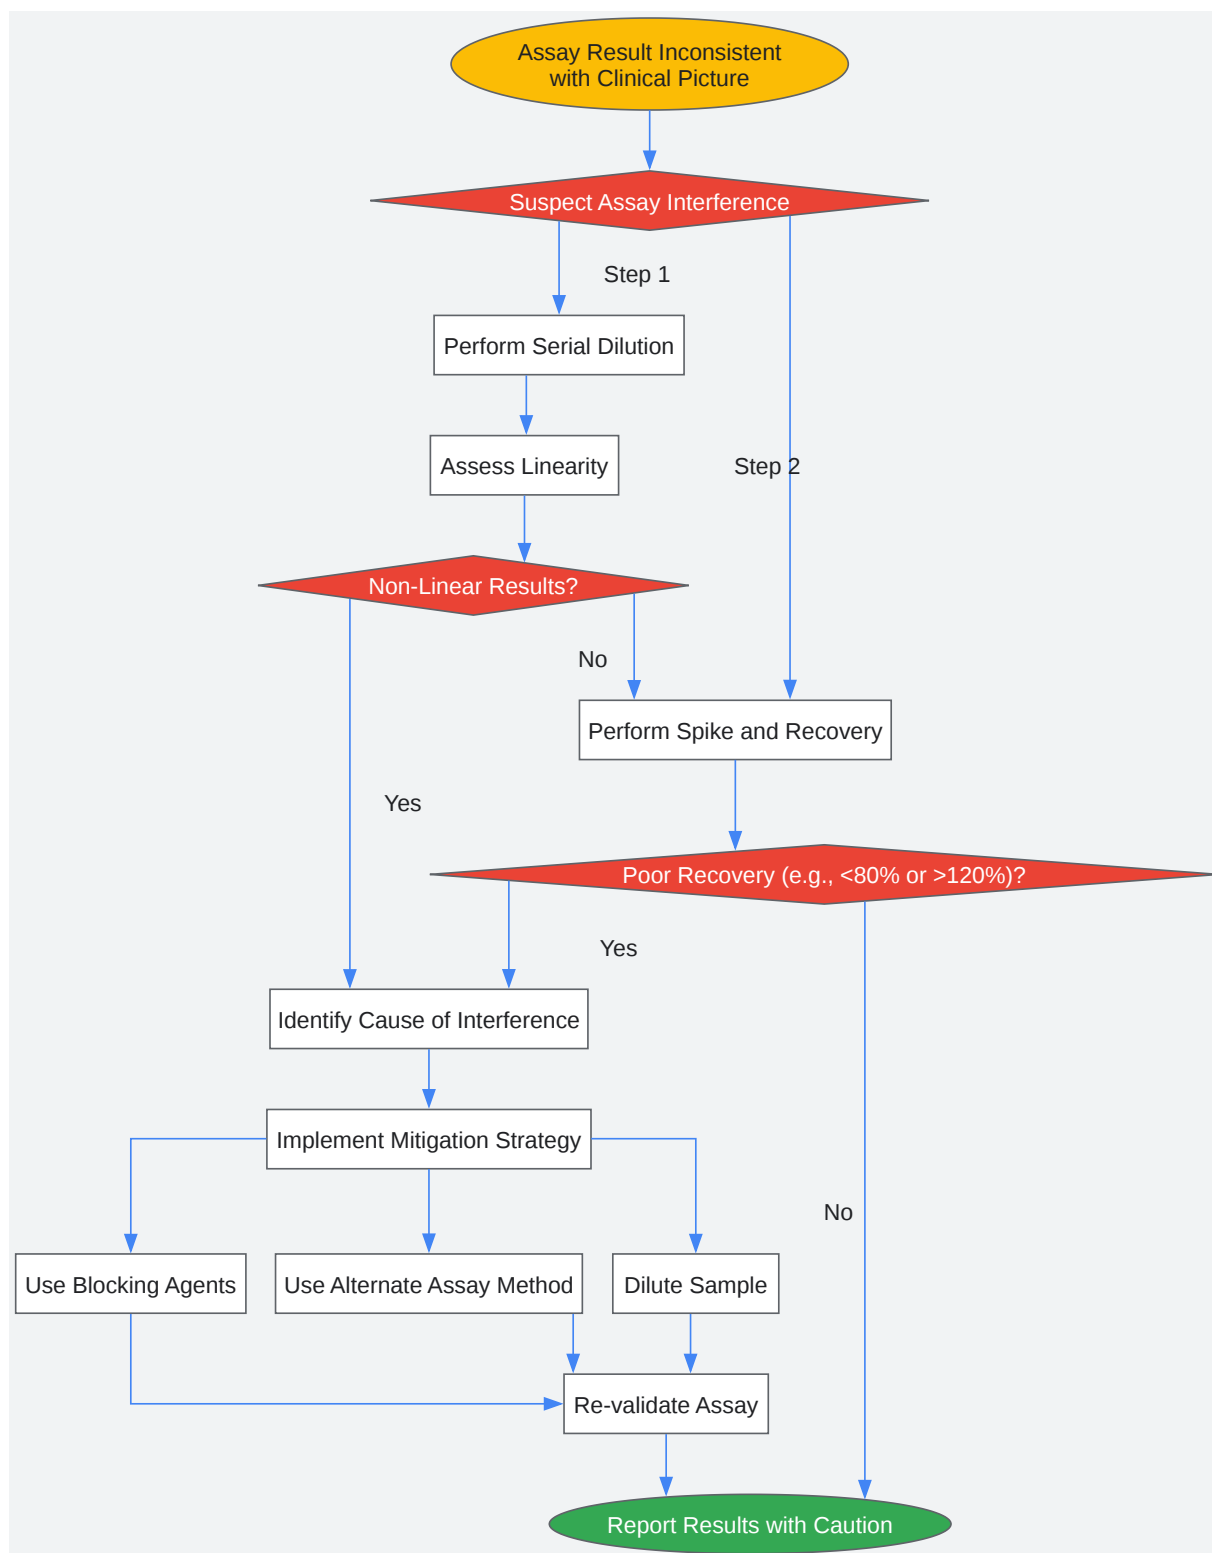 Assay Result Inconsistent
with Clinical Picture
Suspect Assay Interference
Step 1
Perform Serial Dilution
Assess Linearity
Step 2
Non-Linear Results?
No
Perform Spike and Recovery
Yes
Poor Recovery (e.g., <80% or >120%)?
Yes
Identify Cause of Interference
Implement Mitigation Strategy
No
Use Blocking Agents
Use Alternate Assay Method
Dilute Sample
Re-validate Assay
Report Results with Caution